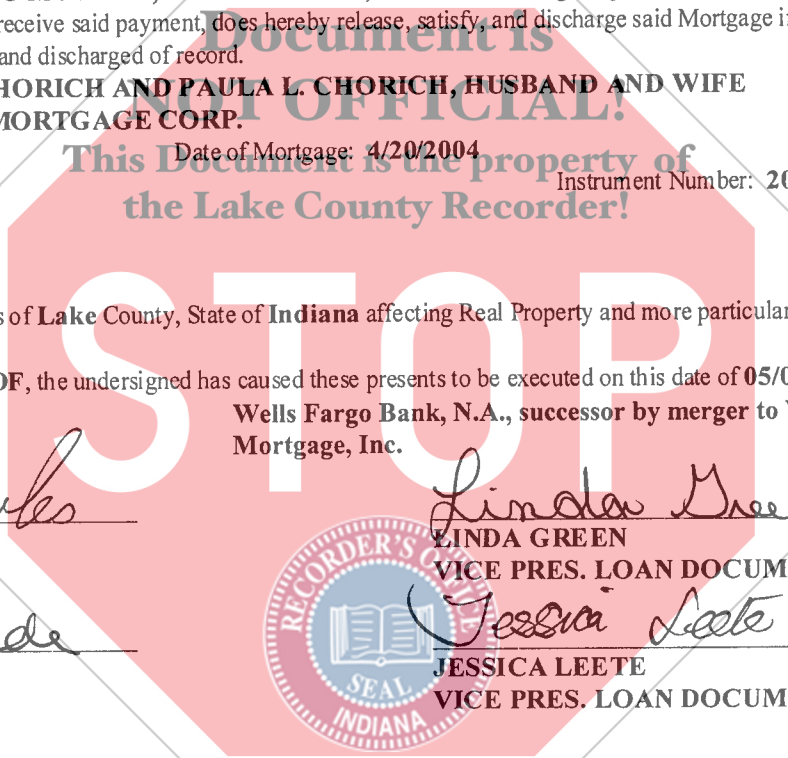 receive said payment, does hereby release, satisfy, and discharge said Mortgage i
Document is
and discharged of record.
HORICH AND PAULA L. CHORICH, HUSBAND AND WIFE
NOT OFFICIAL!
MORTGAGE CORP.
Date of Mortgage: 4/20/2004
This Document is the property of
Instrument Number: 20
the Lake County Recorder!
STOP
s of Lake County, State of Indiana affecting Real Property and more particular
OF, the undersigned has caused these presents to be executed on this date of 05/0
Wells Fargo Bank, N.A., successor by merger to
Mortgage, Inc.
Linda Gree
LINDA GREEN
VICE PRES. LOAN DOCUM
Jessica Leete
JESSICA LEETE
VICE PRES. LOAN DOCUM
RECORDER'S OFFICE
SEAL
INDIANA